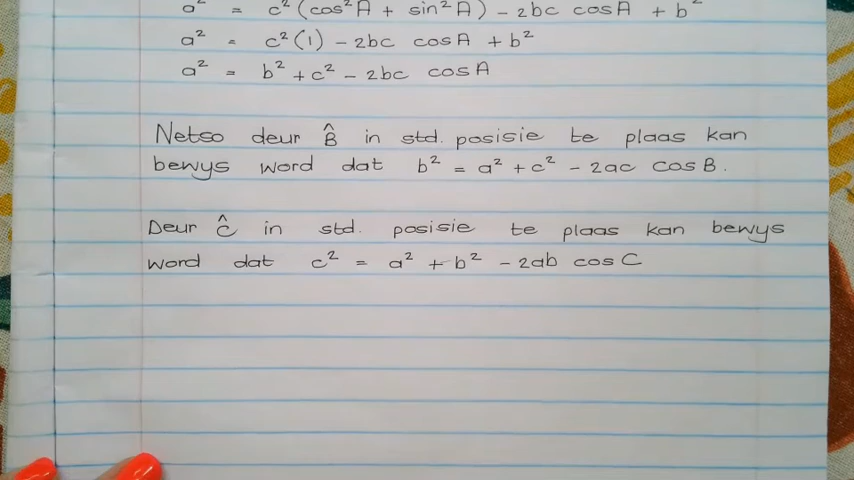 a² = c² (cos²A + sin²A) - 2bc cosA + b²
a² = c² (1) - 2bc cosA + b²
a² = b² + c² - 2bc cosA
Netso deur B̂ in std. posisie te plaas kan
bewys word dat b² = a² + c² - 2ac cosB.
Deur Ĉ in std. posisie te plaas kan bewys
word dat c² = a² + b² - 2ab cosC